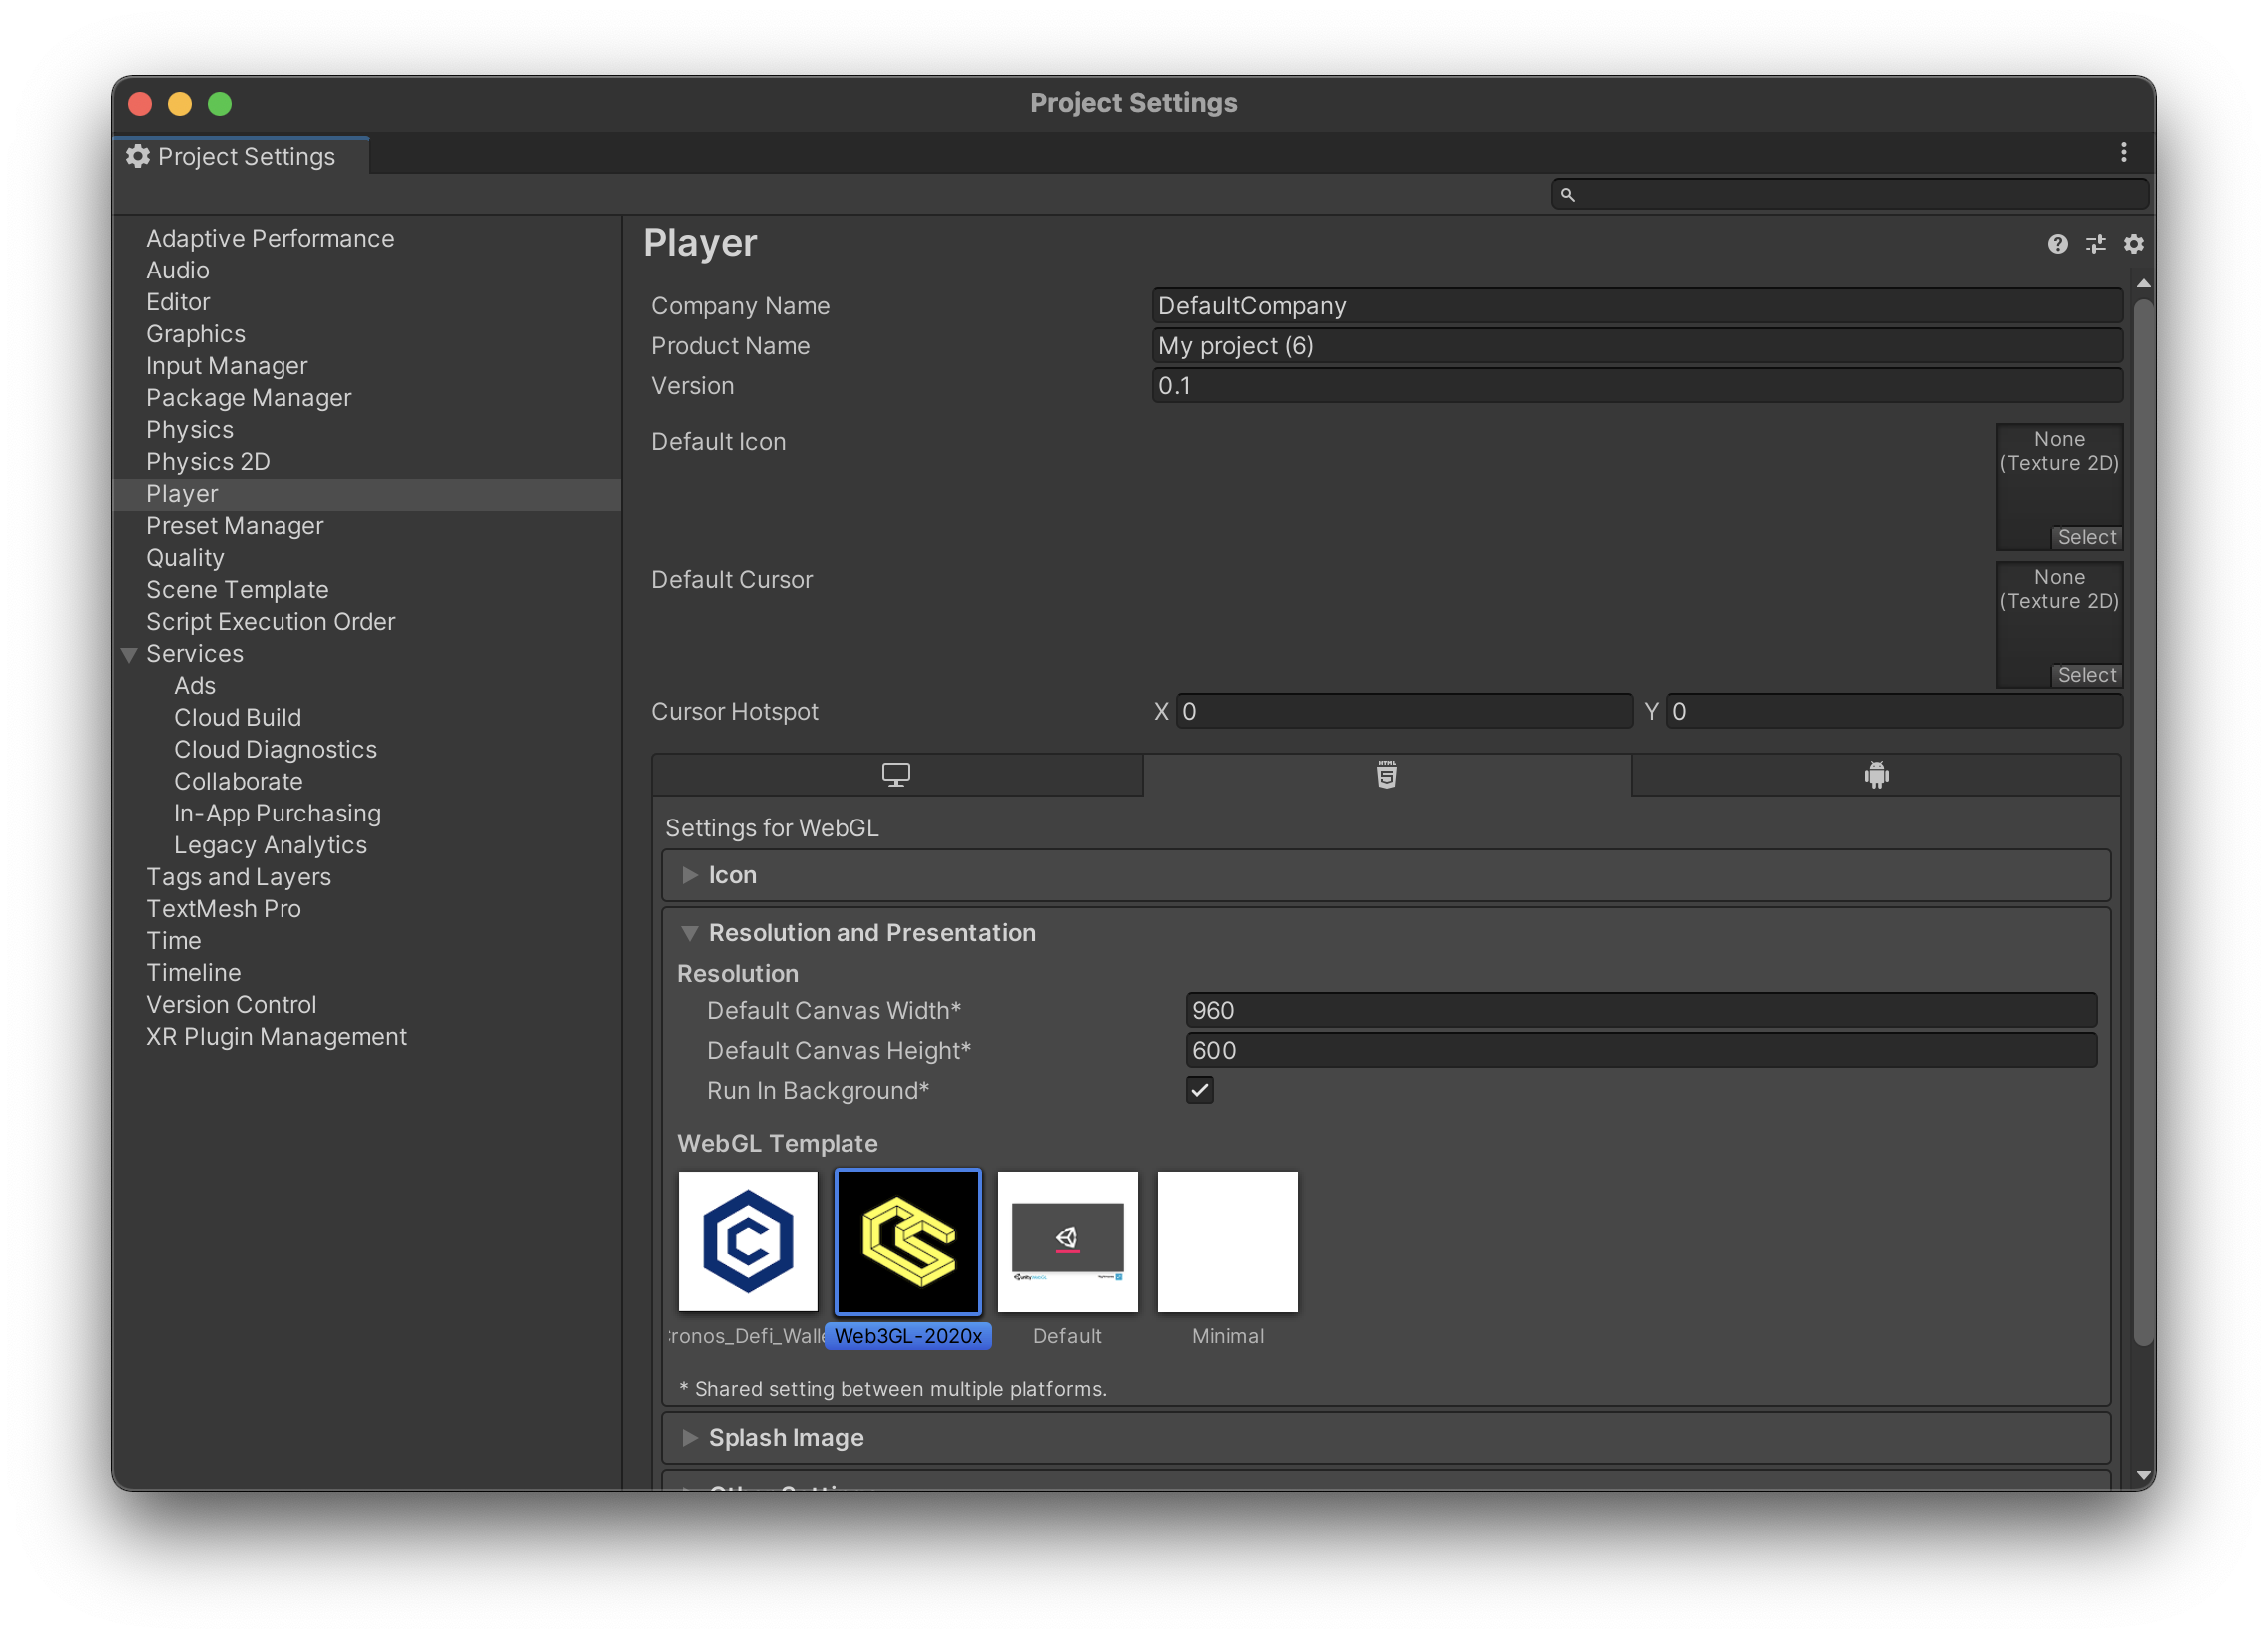 Project Settings
Project Settings
Adaptive Performance
Audio
Editor
Graphics
Input Manager
Package Manager
Physics
Physics 2D
Player
Preset Manager
Quality
Scene Template
Script Execution Order
Services
Ads
Cloud Build
Cloud Diagnostics
Collaborate
In-App Purchasing
Legacy Analytics
Tags and Layers
TextMesh Pro
Time
Timeline
Version Control
XR Plugin Management
Player
Company Name DefaultCompany
Product Name My project (6)
Version 0.1
Default Icon
None
(Texture 2D)
Select
Default Cursor
None
(Texture 2D)
Select
Cursor Hotspot X 0 Y 0
HTML
5
Settings for WebGL
Icon
Resolution and Presentation
Resolution
Default Canvas Width* 960
Default Canvas Height* 600
Run In Background*
WebGL Template
ronos_Defi_Walle Web3GL-2020x Default Minimal
* Shared setting between multiple platforms.
Splash Image